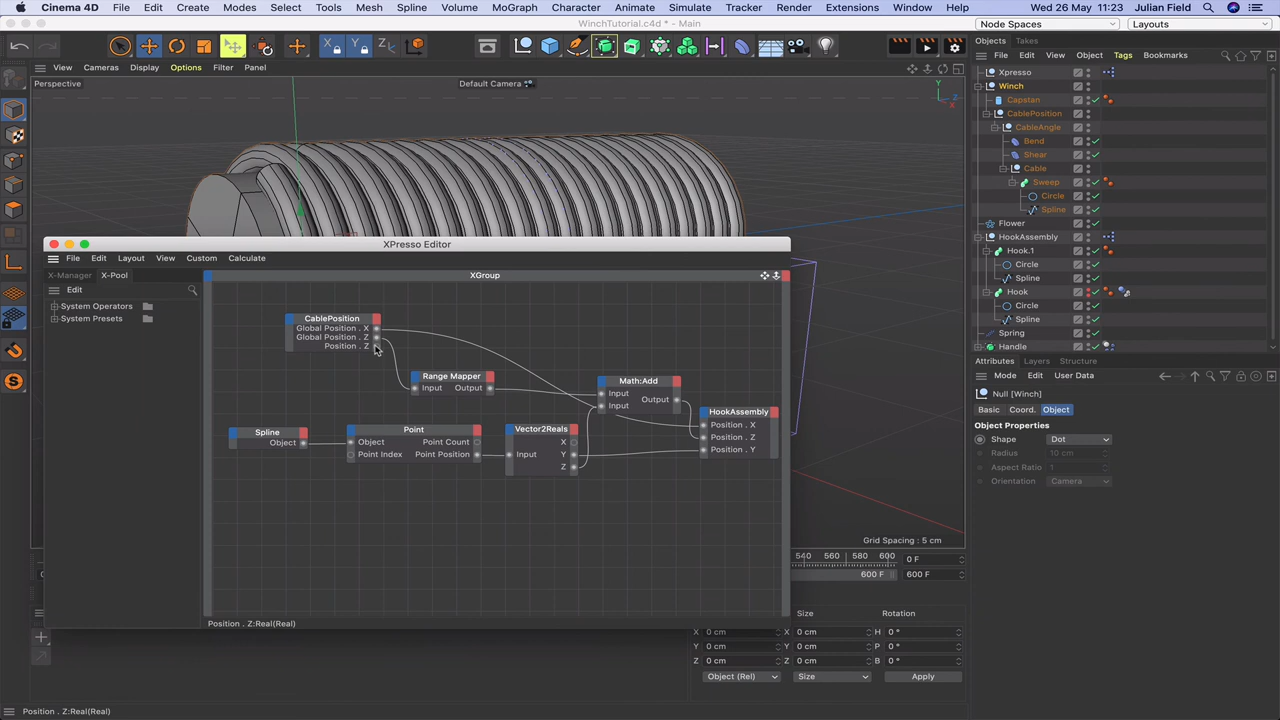 Cinema 4D File Edit Create Modes Select Tools Mesh Spline Volume MoGraph Character Animate Simulate Tracker Render Extensions Window Help Wed 26 May 11:23 Julian Field
WinchTutorial.c4d * - Main
Node Spaces Layouts
Objects Takes
View Cameras Display Options Filter Panel
File Edit View Object Tags Bookmarks
Perspective
Default Camera
Y
Z
Xpresso
Winch
Capstan
CablePosition
CableAngle
Bend
Shear
Cable
Sweep
Circle
Spline
Flower
HookAssembly
Hook.1
Circle
Spline
Hook
Circle
Spline
Spring
Handle
XPresso Editor
File Edit Layout View Custom Calculate
X-Manager X-Pool
XGroup
Edit
System Operators
System Presets
CablePosition
Global Position . X
Global Position . Z
Position . Z
Range Mapper
Input Output
Math:Add
Input
Output
Input
HookAssembly
Position . X
Position . Z
Position . Y
Spline
Object
Point
Object Point Count
Point Index Point Position
Vector2Reals
X
Input Y
Z
Position . Z:Real(Real)
Attributes Layers Structure
Mode Edit User Data
Null [Winch]
Basic Coord. Object
Object Properties
Shape Dot
Radius 10 cm
Aspect Ratio 1
Orientation Camera
Grid Spacing : 5 cm
540 560 580 600 0 F
600 F 600 F
Size Rotation
X 0 cm X 0 cm H 0 °
Y 0 cm Y 0 cm P 0 °
Z 0 cm Z 0 cm B 0 °
Object (Rel) Size Apply
Position . Z:Real(Real)